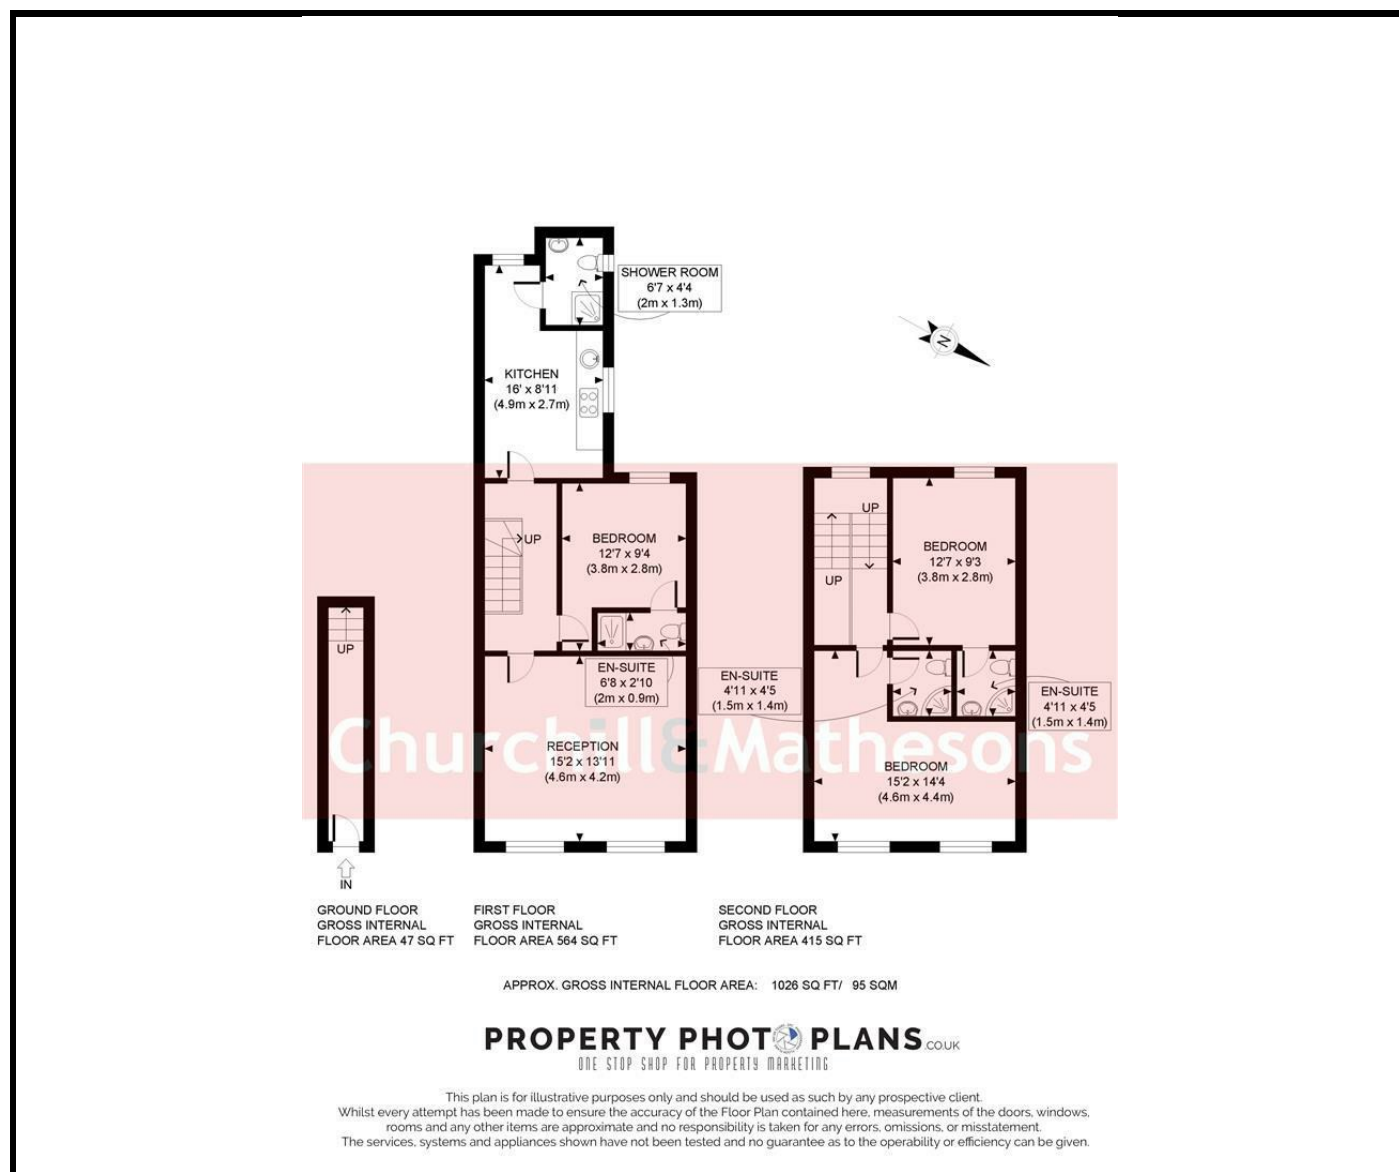 SHOWER ROOM
6'7 x 4'4
(2m x 1.3m)
N
KITCHEN
16' x 8'11
(4.9m x 2.7m)
UP
BEDROOM
12'7 x 9'4
(3.8m x 2.8m)
UP
UP
BEDROOM
12'7 x 9'3
(3.8m x 2.8m)
UP
EN-SUITE
6'8 x 2'10
(2m x 0.9m)
EN-SUITE
4'11 x 4'5
(1.5m x 1.4m)
EN-SUITE
4'11 x 4'5
(1.5m x 1.4m)
Churchill&Mathesons
RECEPTION
15'2 x 13'11
(4.6m x 4.2m)
BEDROOM
15'2 x 14'4
(4.6m x 4.4m)
IN
GROUND FLOOR
GROSS INTERNAL
FLOOR AREA 47 SQ FT
FIRST FLOOR
GROSS INTERNAL
FLOOR AREA 564 SQ FT
SECOND FLOOR
GROSS INTERNAL
FLOOR AREA 415 SQ FT
APPROX. GROSS INTERNAL FLOOR AREA: 1026 SQ FT/ 95 SQM
PROPERTY PHOTO PLANS.CO.UK
ONE STOP SHOP FOR PROPERTY MARKETING
This plan is for illustrative purposes only and should be used as such by any prospective client.
Whilst every attempt has been made to ensure the accuracy of the Floor Plan contained here, measurements of the doors, windows,
rooms and any other items are approximate and no responsibility is taken for any errors, omissions, or misstatement.
The services, systems and appliances shown have not been tested and no guarantee as to the operability or efficiency can be given.